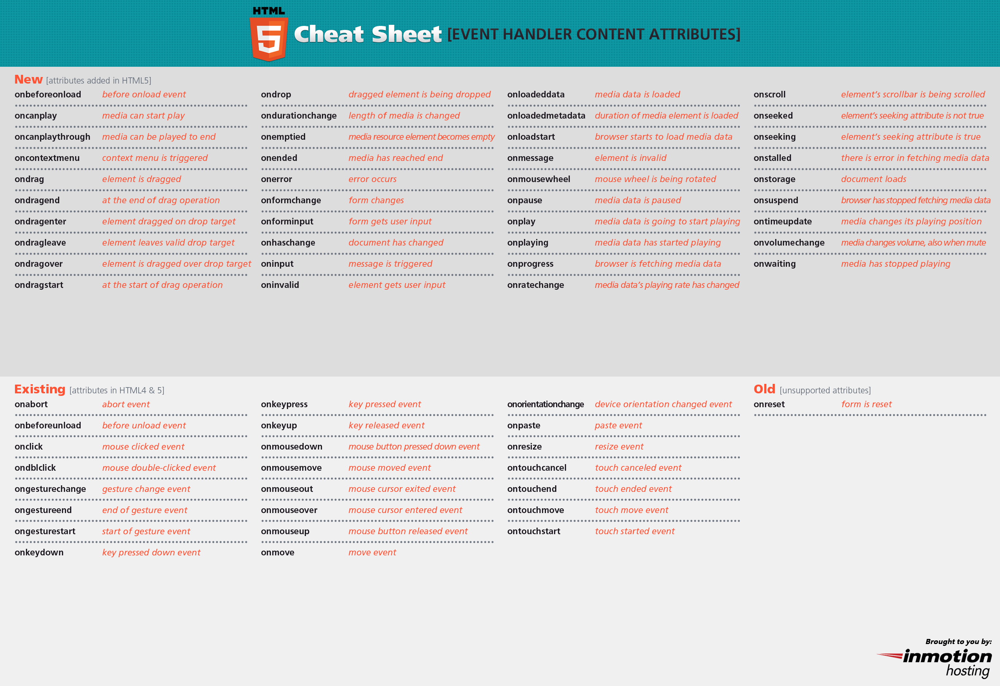 HTML
5
Cheat Sheet [EVENT HANDLER CONTENT ATTRIBUTES]
New [attributes added in HTML5]
onbeforeonload before onload event
oncanplay media can start play
oncanplaythrough media can be played to end
oncontextmenu context menu is triggered
ondrag element is dragged
ondragend at the end of drag operation
ondragenter element dragged on drop target
ondragleave element leaves valid drop target
ondragover element is dragged over drop target
ondragstart at the start of drag operation
ondrop dragged element is being dropped
ondurationchange length of media is changed
onemptied media resource element becomes empty
onended media has reached end
onerror error occurs
onformchange form changes
onforminput form gets user input
onhaschange document has changed
oninput message is triggered
oninvalid element gets user input
onloadeddata media data is loaded
onloadedmetadata duration of media element is loaded
onloadstart browser starts to load media data
onmessage element is invalid
onmousewheel mouse wheel is being rotated
onpause media data is paused
onplay media data is going to start playing
onplaying media data has started playing
onprogress browser is fetching media data
onratechange media data’s playing rate has changed
onscroll element’s scrollbar is being scrolled
onseeked element’s seeking attribute is not true
onseeking element’s seeking attribute is true
onstalled there is error in fetching media data
onstorage document loads
onsuspend browser has stopped fetching media data
ontimeupdate media changes its playing position
onvolumechange media changes volume, also when mute
onwaiting media has stopped playing
Existing [attributes in HTML4 & 5]
onabort abort event
onbeforeunload before unload event
onclick mouse clicked event
ondblclick mouse double-clicked event
ongesturechange gesture change event
ongestureend end of gesture event
ongesturestart start of gesture event
onkeydown key pressed down event
onkeypress key pressed event
onkeyup key released event
onmousedown mouse button pressed down event
onmousemove mouse moved event
onmouseout mouse cursor exited event
onmouseover mouse cursor entered event
onmouseup mouse button released event
onmove move event
onorientationchange device orientation changed event
onpaste paste event
onresize resize event
ontouchcancel touch canceled event
ontouchend touch ended event
ontouchmove touch move event
ontouchstart touch started event
Old [unsupported attributes]
onreset form is reset
Brought to you by:
inmotion
hosting